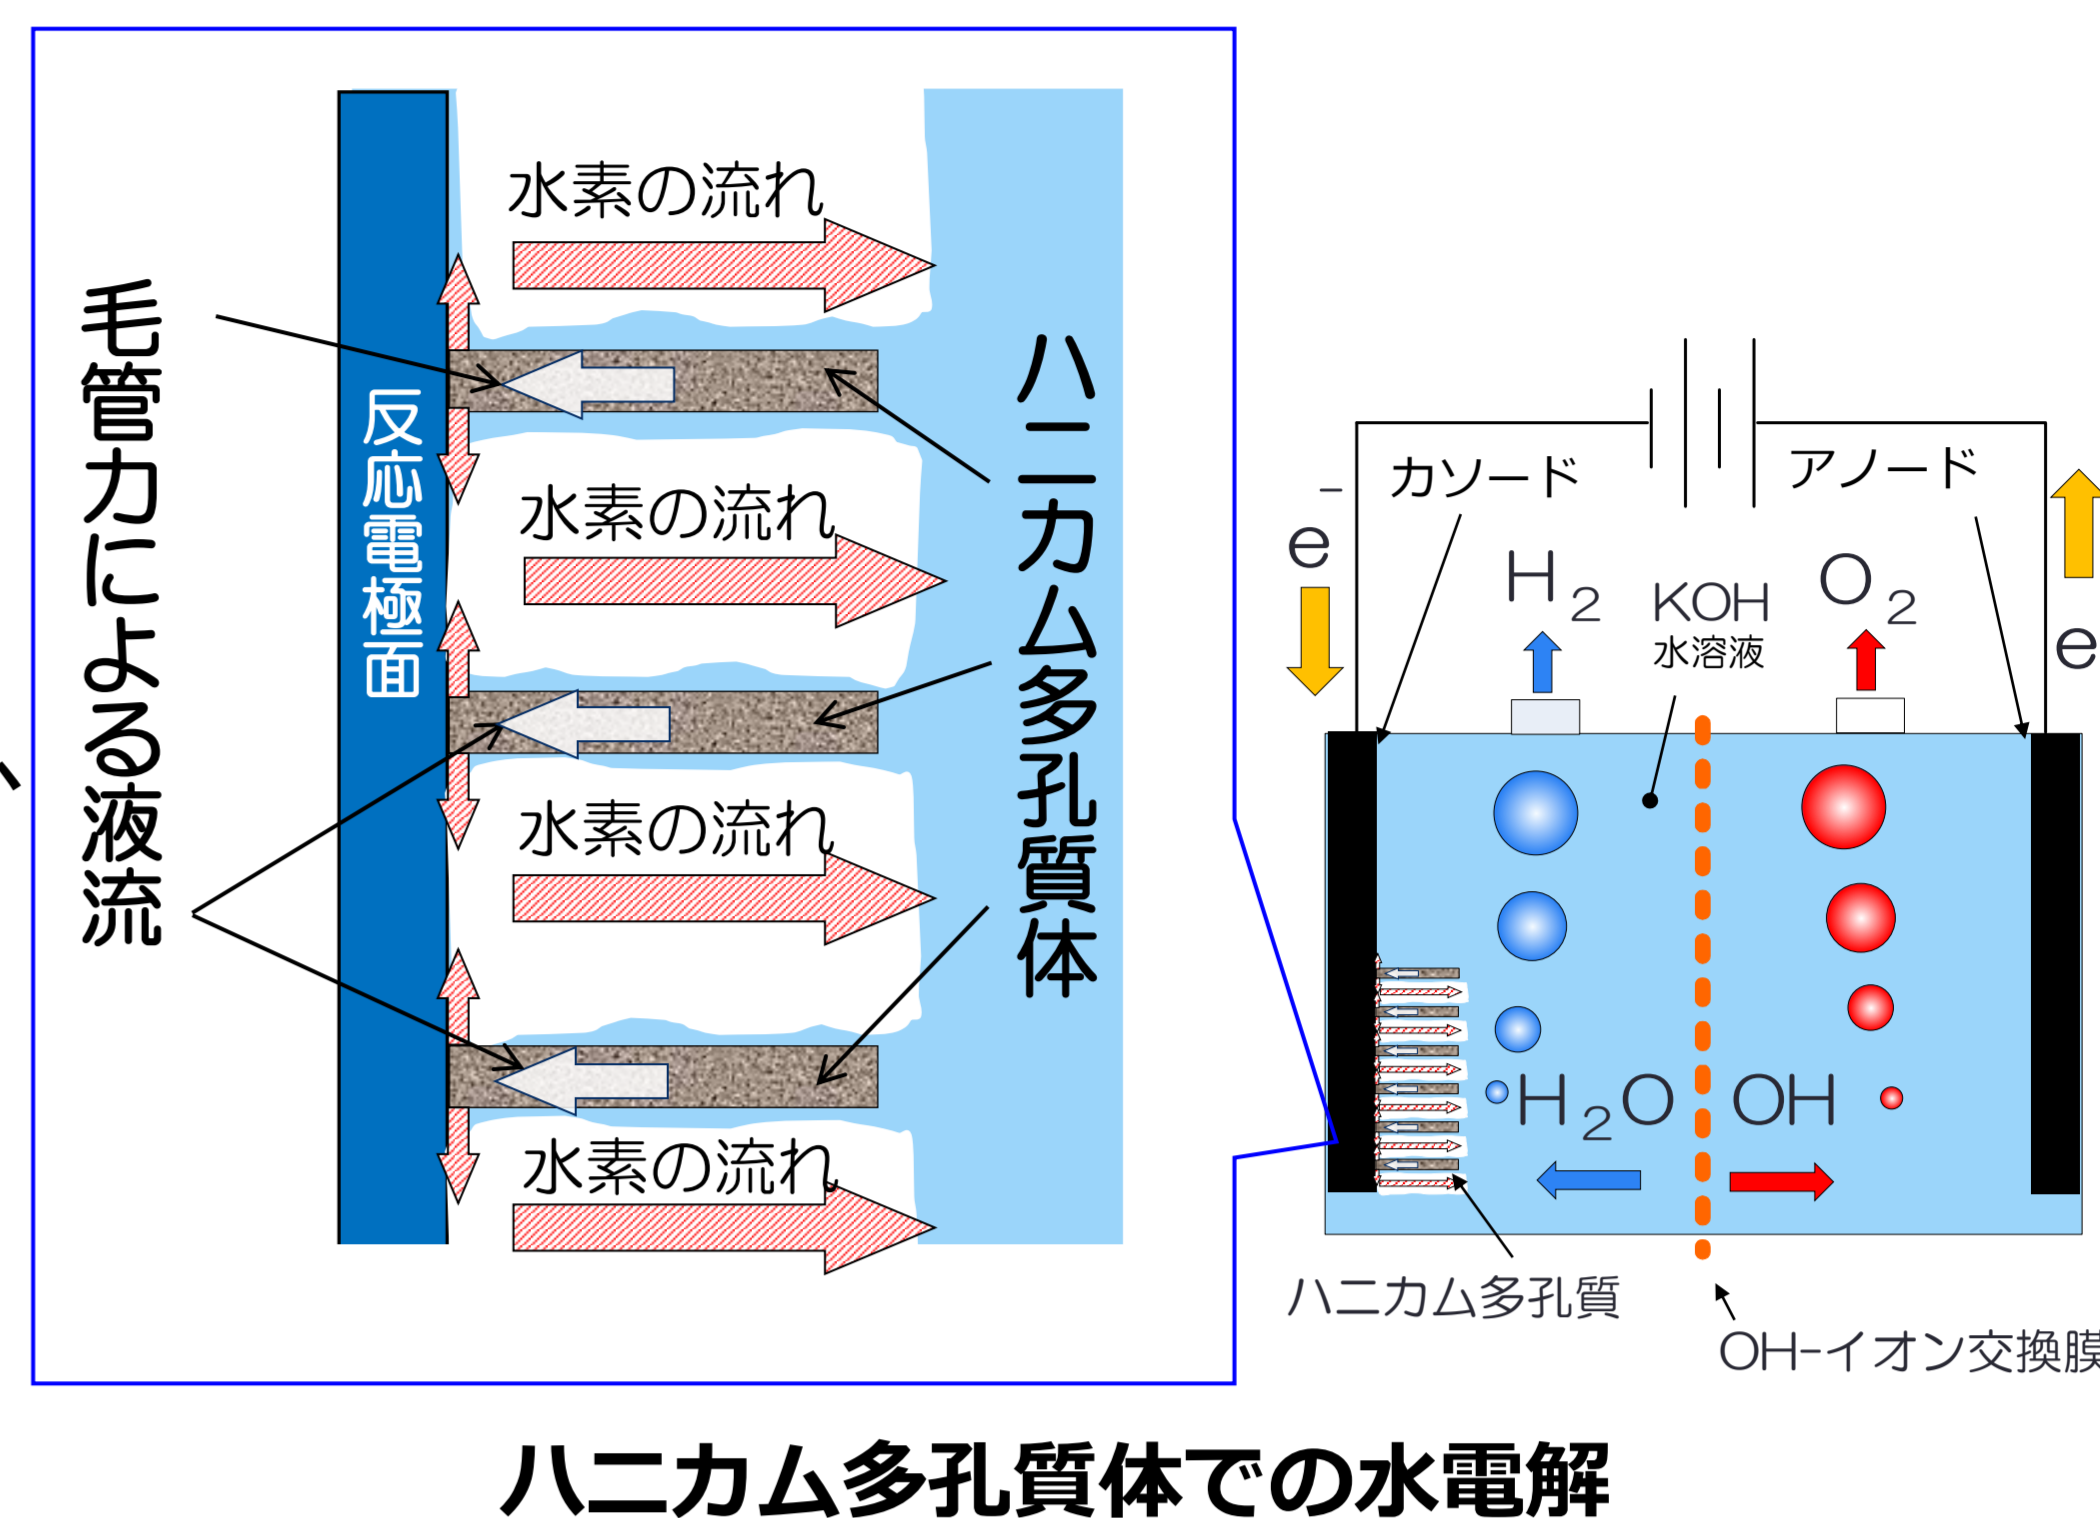 毛管力による液流
反応電極面
水素の流れ
水素の流れ
水素の流れ
水素の流れ
ハニカム多孔質体
カソード
アノード
e-
e
H2
KOH
水溶液
O2
H2O
OH
ハニカム多孔質
OH-イオン交換膜
ハニカム多孔質体での水電解